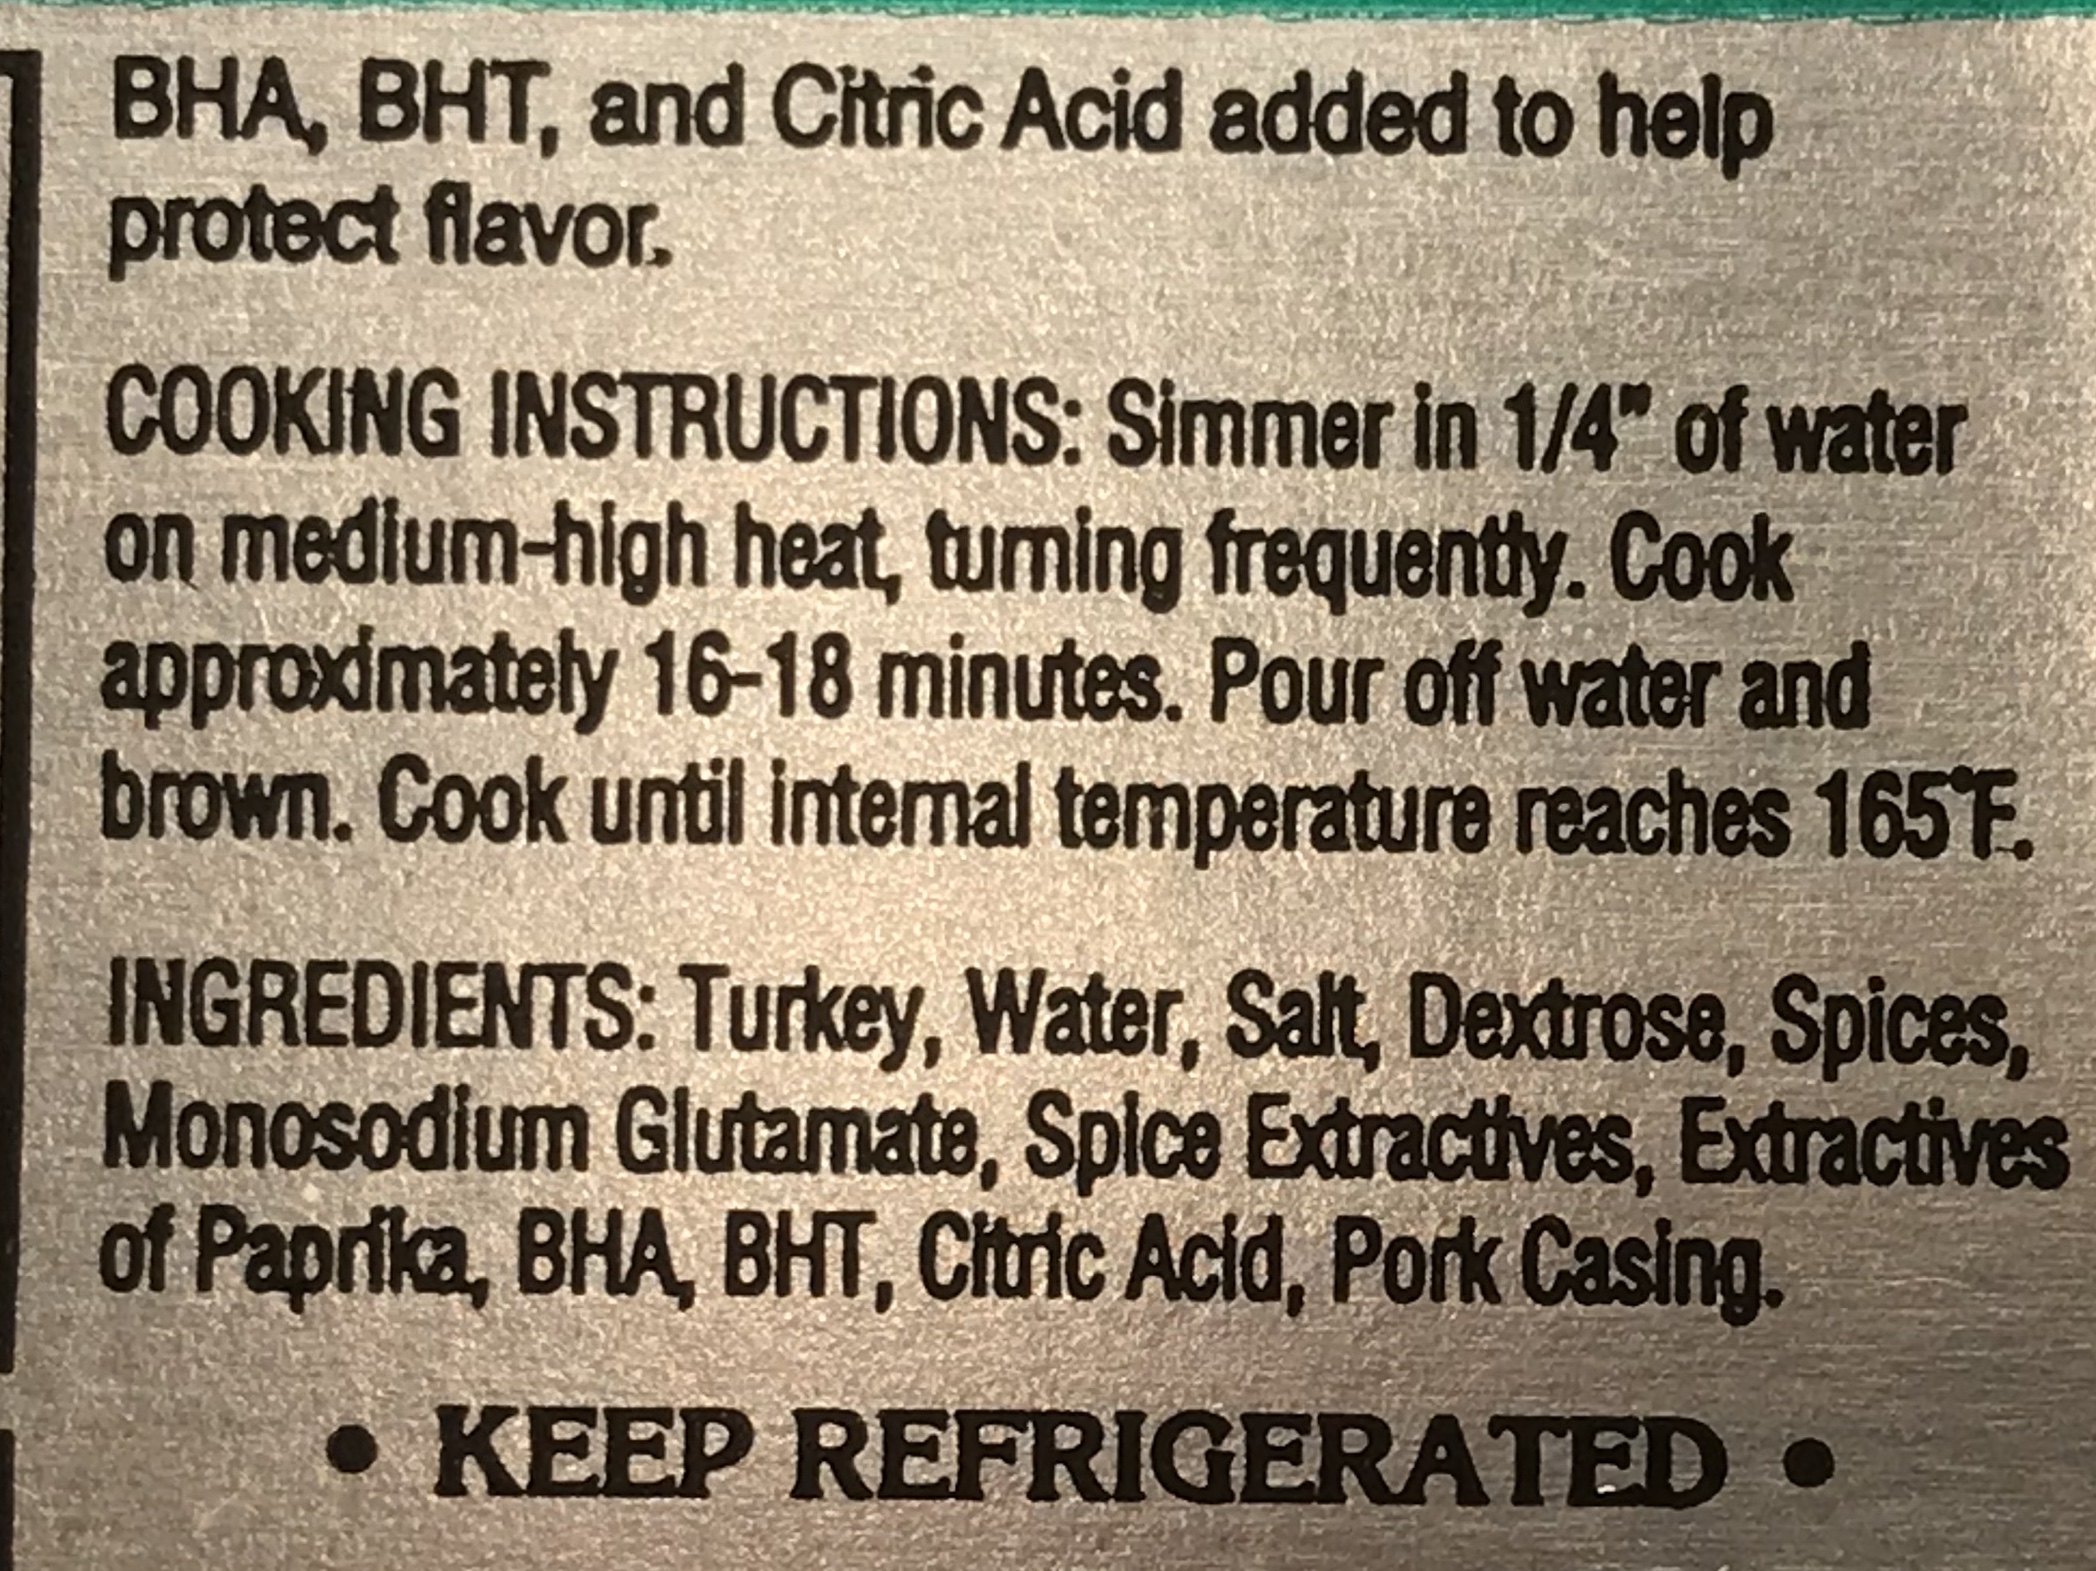 BHA, BHT, and Citric Acid added to help
protect flavor.
COOKING INSTRUCTIONS: Simmer in 1/4" of water
on medium-high heat, turning frequently. Cook
approximately 16-18 minutes. Pour off water and
brown. Cook until internal temperature reaches 165°F.
INGREDIENTS: Turkey, Water, Salt, Dextrose, Spices,
Monosodium Glutamate, Spice Extractives, Extractives
of Paprika, BHA, BHT, Citric Acid, Pork Casing.
• KEEP REFRIGERATED •